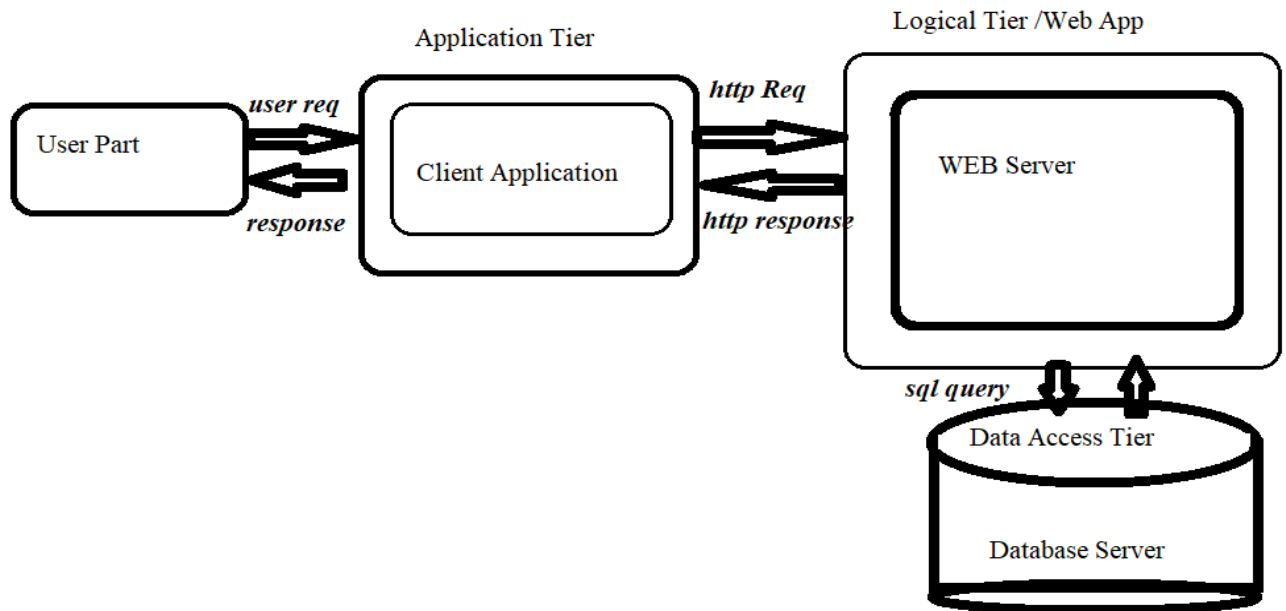 Logical Tier /Web App
Application Tier
user req
http Req
User Part
Client Application
WEB Server
response
http response
sql query
Data Access Tier
Database Server